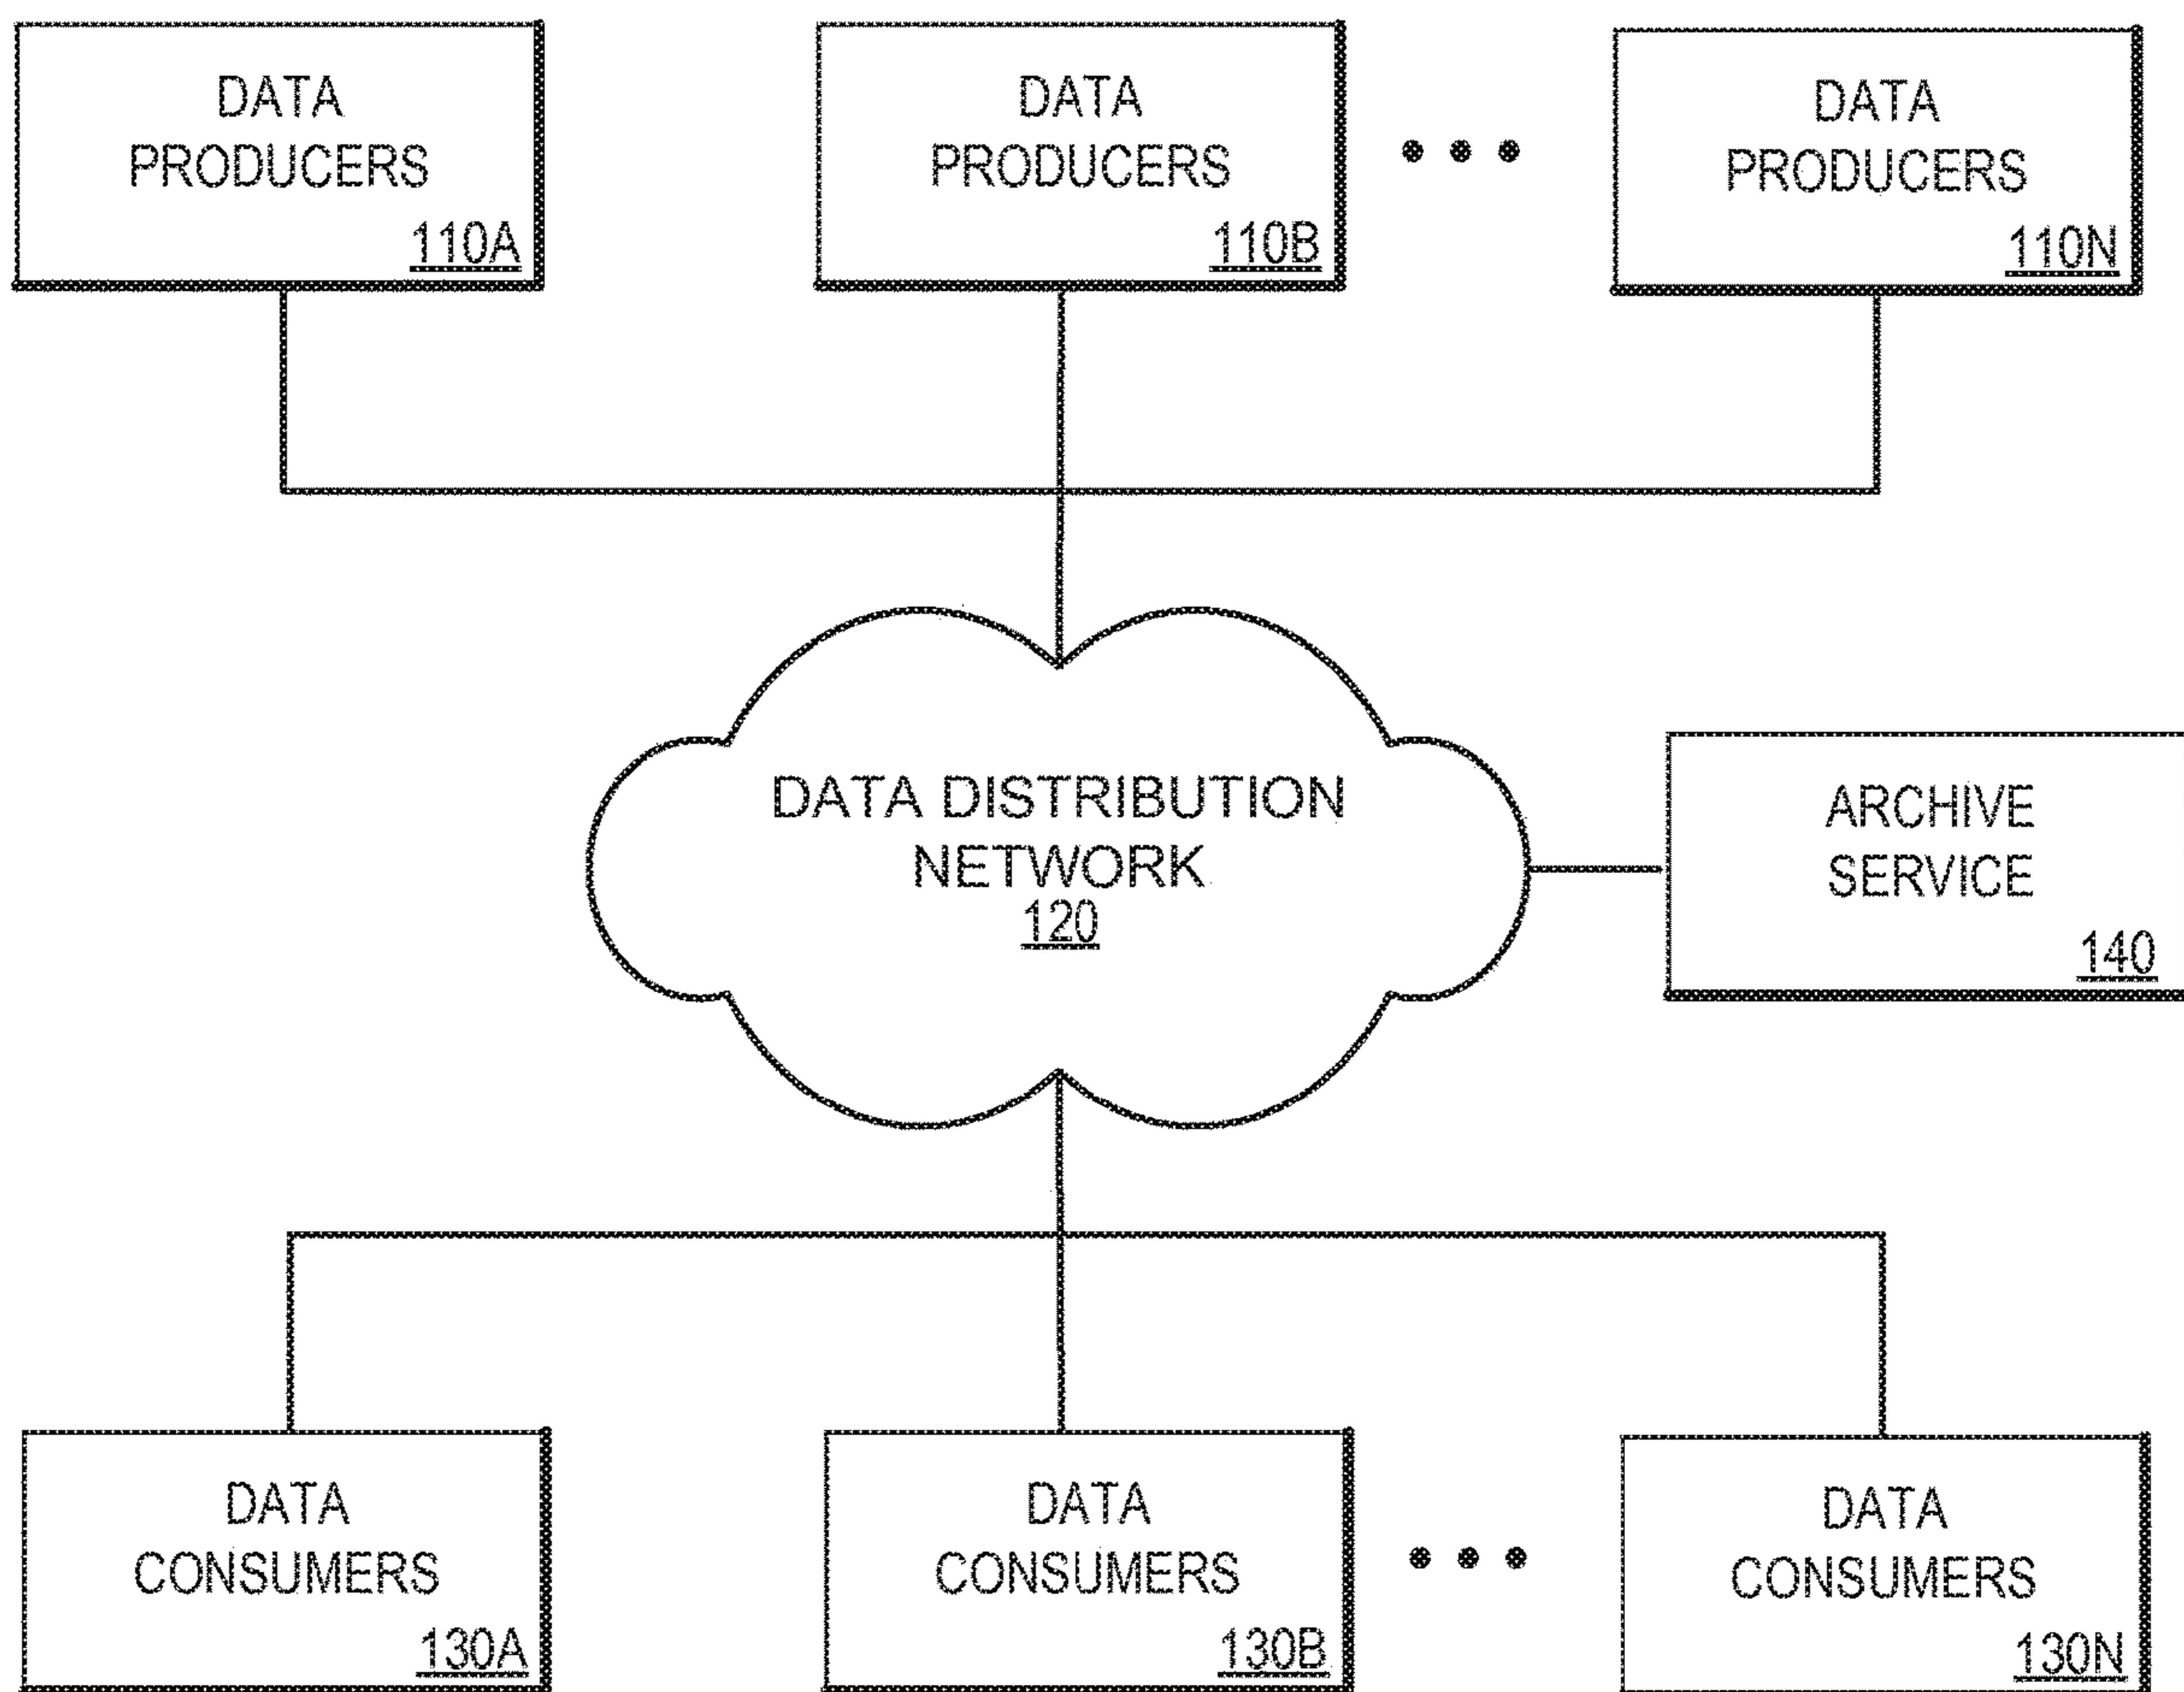 DATA
PRODUCERS
110A
DATA
PRODUCERS
110B
DATA
PRODUCERS
110N
DATA DISTRIBUTION
NETWORK
120
ARCHIVE
SERVICE
140
DATA
CONSUMERS
130A
DATA
CONSUMERS
130B
DATA
CONSUMERS
130N